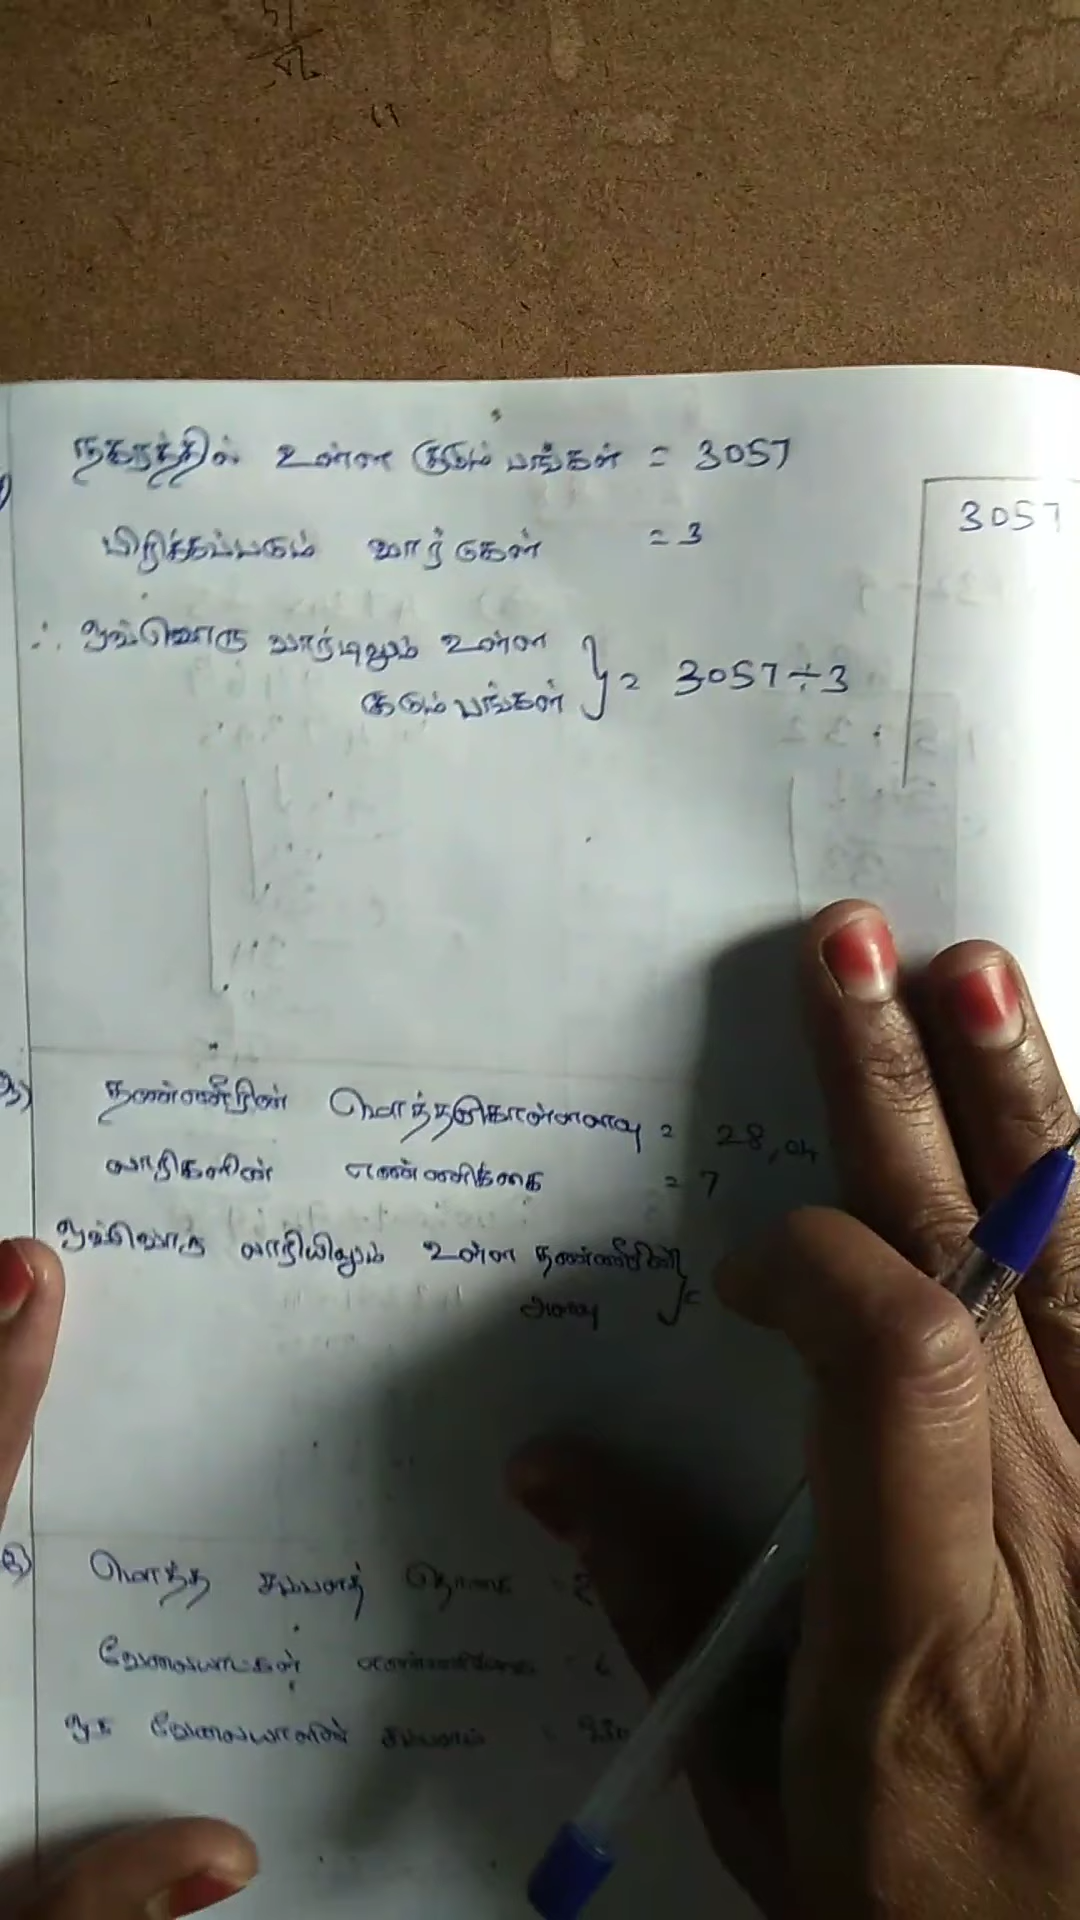 நகரத்தில் உள்ள குடும்பங்கள் = 3057
3057
பிரிக்கப்படும் வார்டுகள் = 3
∴ ஒவ்வொரு வார்டிலும் உள்ள
குடும்பங்கள் } = 3057 ÷ 3
தண்ணீரின் மொத்தகொள்ளளவு = 28,04
லாரிகளின் எண்ணிக்கை = 7
ஒவ்வொரு லாரியிலும் உள்ள தண்ணீரின்
அளவு } =
மொத்த சம்பளத் தொகை =
வேலையாட்கள் எண்ணிக்கை =
ஒரு வேலையாளின் சம்பளம் =